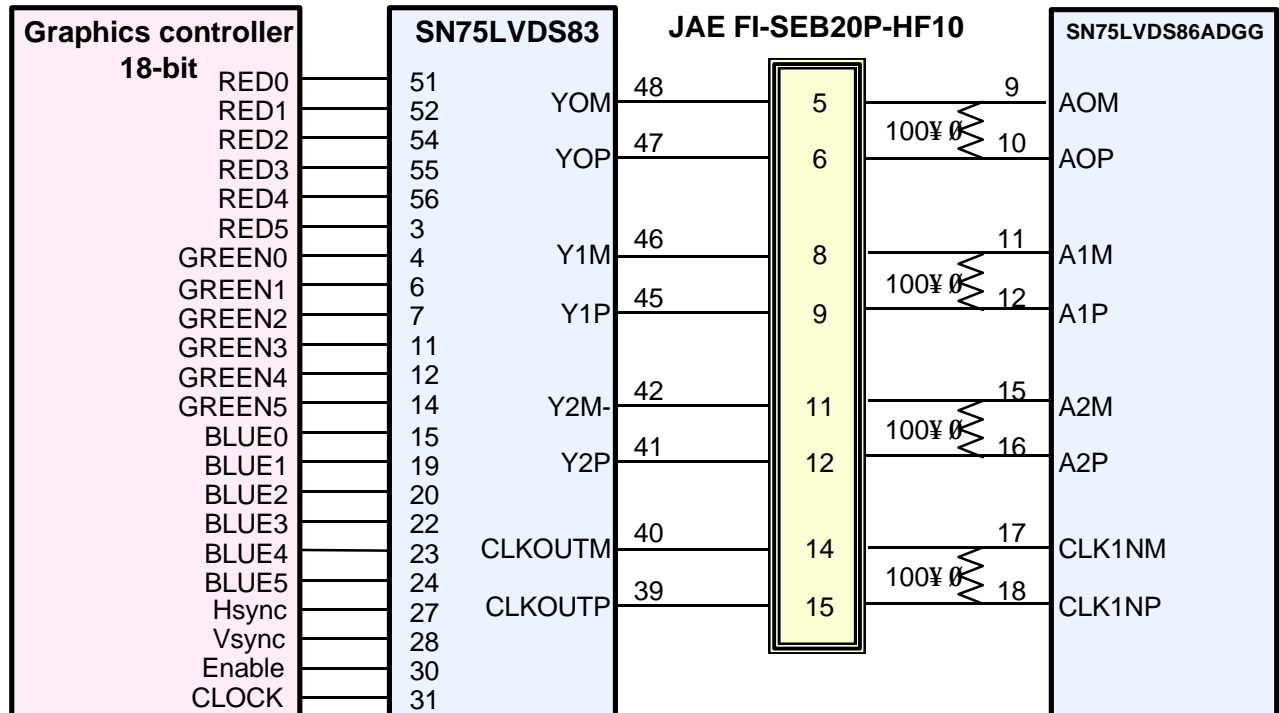 Graphics controller
18-bit
RED0
RED1
RED2
RED3
RED4
RED5
GREEN0
GREEN1
GREEN2
GREEN3
GREEN4
GREEN5
BLUE0
BLUE1
BLUE2
BLUE3
BLUE4
BLUE5
Hsync
Vsync
Enable
CLOCK
SN75LVDS83
51
52
54
55
56
3
4
6
7
11
12
14
15
19
20
22
23
24
27
28
30
31
YOM 48
YOP 47
Y1M 46
Y1P 45
Y2M- 42
Y2P 41
CLKOUTM 40
CLKOUTP 39
JAE FI-SEB20P-HF10
5
6
8
9
11
12
14
15
SN75LVDS86ADGG
9 AOM
100¥ Ø
10 AOP
11 A1M
100¥ Ø
12 A1P
15 A2M
100¥ Ø
16 A2P
17 CLK1NM
100¥ Ø
18 CLK1NP